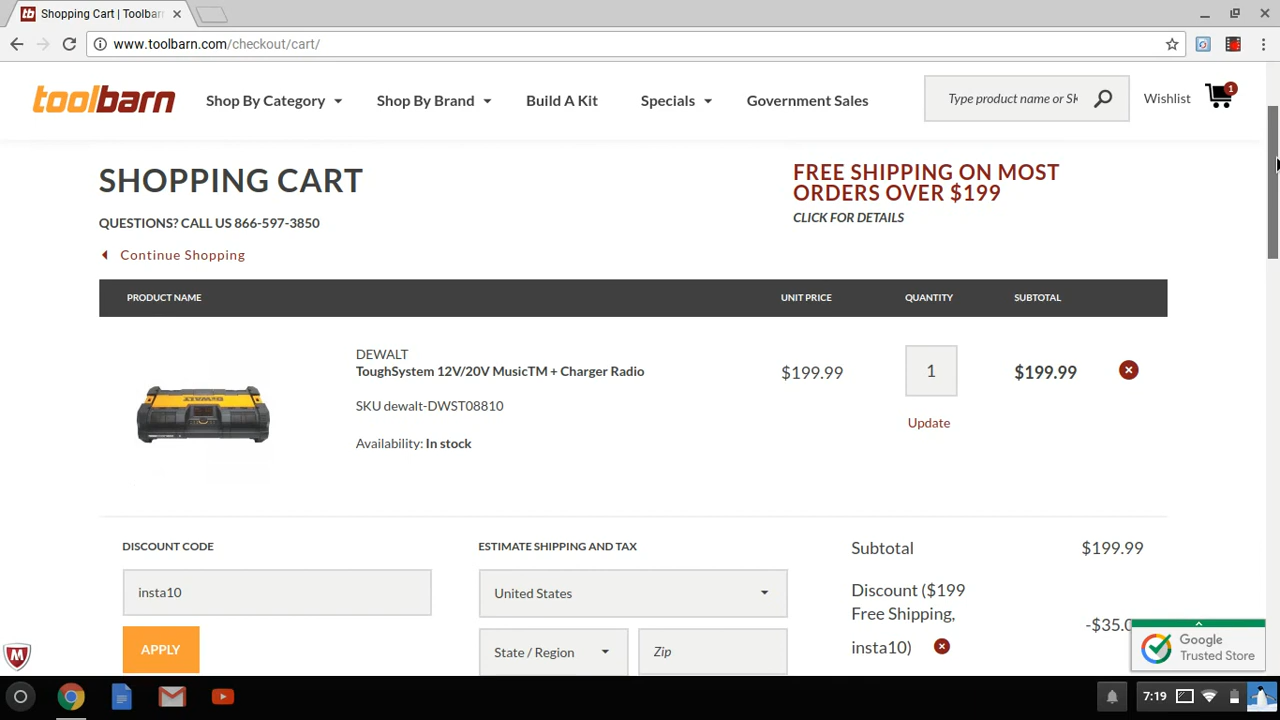 Shopping Cart | Toolbar
www.toolbarn.com/checkout/cart/
toolbarn
Shop By Category
Shop By Brand
Build A Kit
Specials
Government Sales
Type product name or SK
Wishlist
1
SHOPPING CART
FREE SHIPPING ON MOST
ORDERS OVER $199
CLICK FOR DETAILS
QUESTIONS? CALL US 866-597-3850
Continue Shopping
PRODUCT NAME UNIT PRICE QUANTITY SUBTOTAL
DEWALT
ToughSystem 12V/20V MusicTM + Charger Radio
$199.99 1 $199.99
SKU dewalt-DWST08810
Update
Availability: In stock
DISCOUNT CODE
insta10
APPLY
ESTIMATE SHIPPING AND TAX
United States
State / Region Zip
Subtotal $199.99
Discount ($199
Free Shipping,
insta10)
-$35.0
Google
Trusted Store
7:19